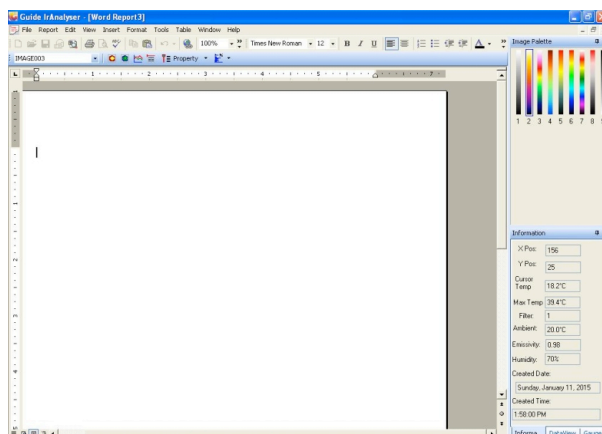 Guide IrAnalyser - [Word Report3]
File Report Edit View Insert Format Tools Table Window Help
100% Times New Roman 12 B I U A
Image Palette
IMAGE003 Property
1 2 3 4 5 6 7 8
Information
X Pos: 156
Y Pos: 25
Cursor Temp 18.2°C
Max Temp 39.4°C
Filter: 1
Ambient: 20.0°C
Emissivity: 0.98
Humidity: 70%
Created Date:
Sunday, January 11, 2015
Created Time:
1:58:00 PM
Informa... DataView Gauge